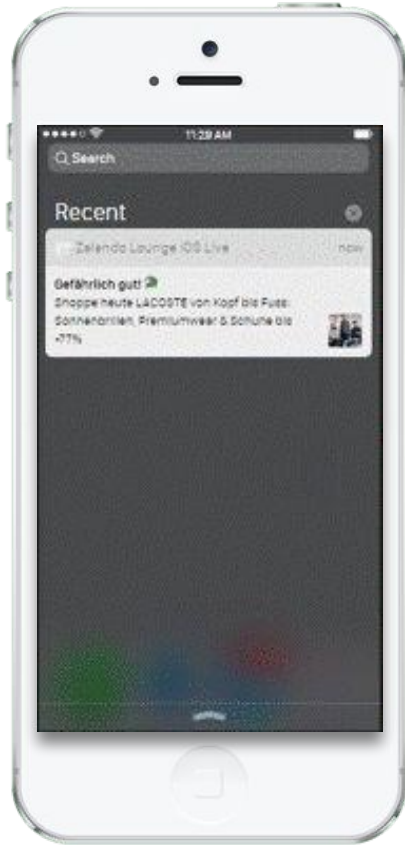 11:29 AM
Search
Recent
Zalando Lounge iOS Live
now
Gefährlich gut!
Shoppe heute LACOSTE von Kopf bis Fuss:
Sonnenbrillen, Premiumwear & Schuhe bis
-77%